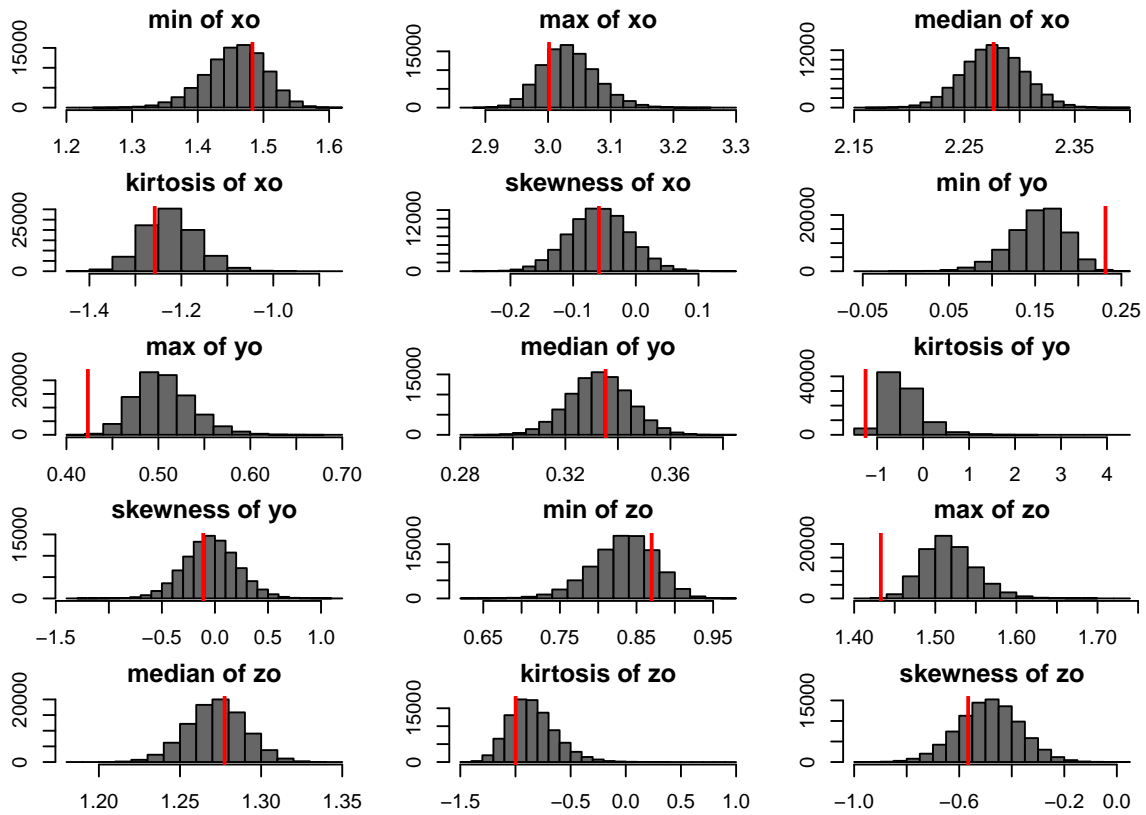 min of xo
0 15000
1.2 1.3 1.4 1.5 1.6
max of xo
0 15000
2.9 3.0 3.1 3.2 3.3
median of xo
0 12000
2.15 2.25 2.35
kirtosis of xo
0 25000
−1.4 −1.2 −1.0
skewness of xo
0 12000
−0.2 −0.1 0.0 0.1
min of yo
0 20000
−0.05 0.05 0.15 0.25
max of yo
0 20000
0.40 0.50 0.60 0.70
median of yo
0 15000
0.28 0.32 0.36
kirtosis of yo
0 40000
−1 0 1 2 3 4
skewness of yo
0 15000
−1.5 −0.5 0.0 0.5 1.0
min of zo
0 15000
0.65 0.75 0.85 0.95
max of zo
0 20000
1.40 1.50 1.60 1.70
median of zo
0 20000
1.20 1.25 1.30 1.35
kirtosis of zo
0 20000
−1.5 −0.5 0.0 0.5 1.0
skewness of zo
0 15000
−1.0 −0.6 −0.2 0.0